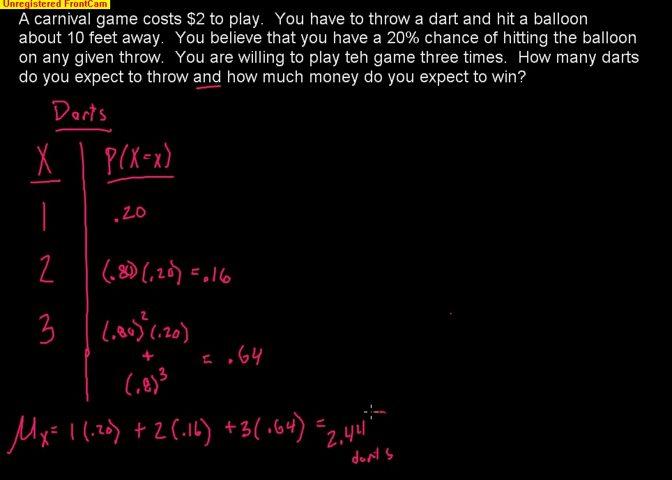 Unregistered FrontCam
A carnival game costs $2 to play. You have to throw a dart and hit a balloon
about 10 feet away. You believe that you have a 20% chance of hitting the balloon
on any given throw. You are willing to play teh game three times. How many darts
do you expect to throw and how much money do you expect to win?
Darts
X P(X=x)
1 .20
2 (.80)(.20) = .16
3 (.80)²(.20)
+ = .64
(.8)³
μx = 1(.20) + 2(.16) + 3(.64) = 2.44
darts